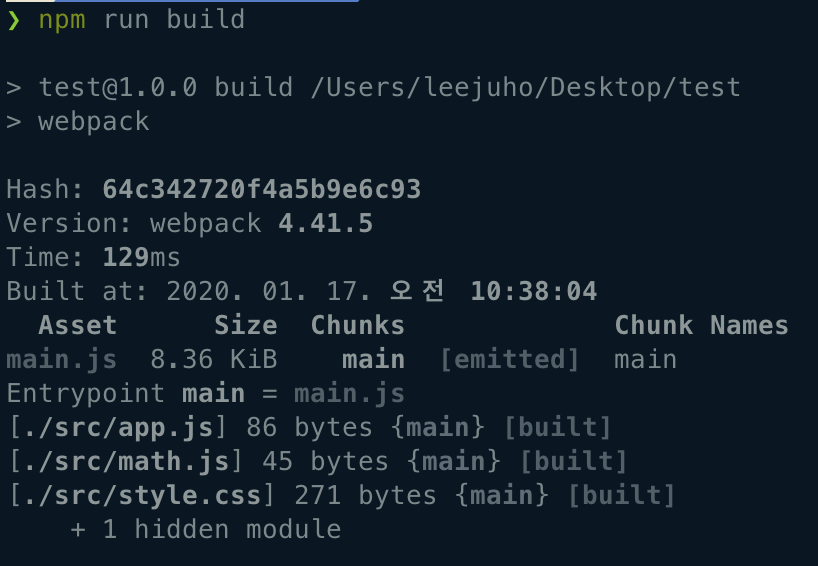 ❯ npm run build
> test@1.0.0 build /Users/leejuho/Desktop/test
> webpack
Hash: 64c342720f4a5b9e6c93
Version: webpack 4.41.5
Time: 129ms
Built at: 2020. 01. 17. 오전 10:38:04
  Asset      Size  Chunks             Chunk Names
main.js  8.36 KiB    main  [emitted]  main
Entrypoint main = main.js
[./src/app.js] 86 bytes {main} [built]
[./src/math.js] 45 bytes {main} [built]
[./src/style.css] 271 bytes {main} [built]
    + 1 hidden module